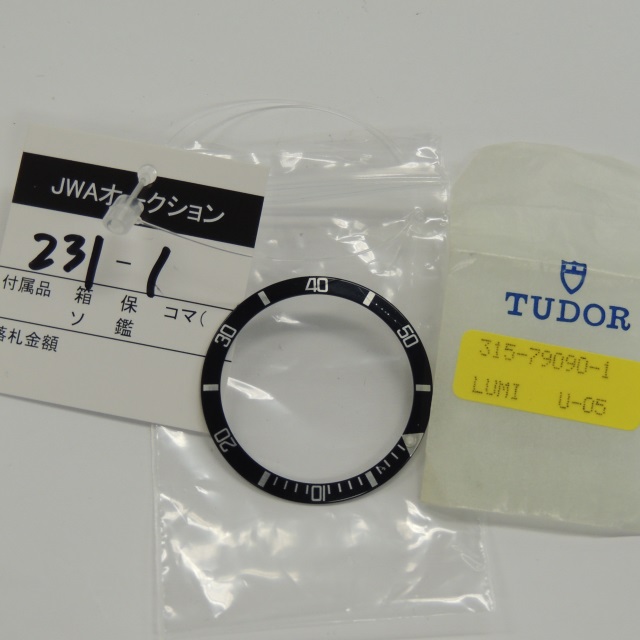 JWAオークション
231-1
付属品 箱 保 コマ(
ソ 鑑
落札金額
40
50
30
20
10
TUDOR
315-79090-1
LUMI U-05